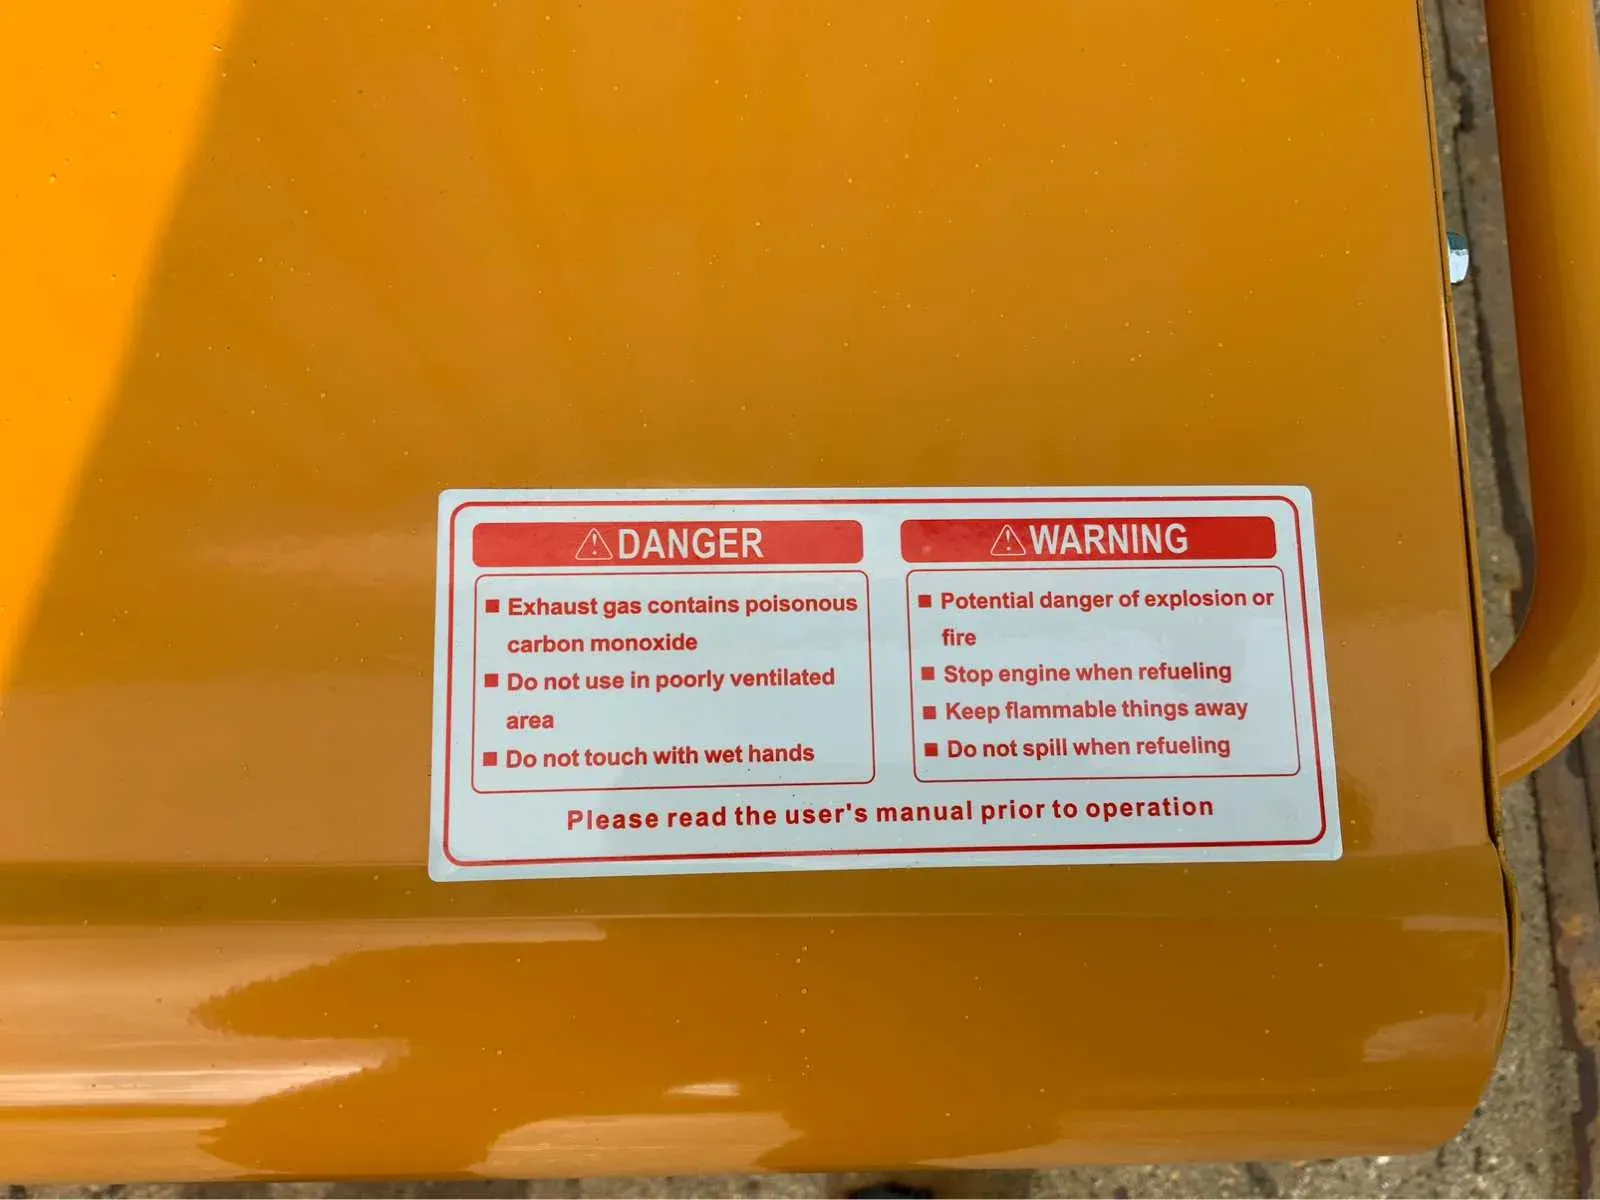 DANGER
■ Exhaust gas contains poisonous
carbon monoxide
■ Do not use in poorly ventilated
area
■ Do not touch with wet hands
WARNING
■ Potential danger of explosion or
fire
■ Stop engine when refueling
■ Keep flammable things away
■ Do not spill when refueling
Please read the user's manual prior to operation